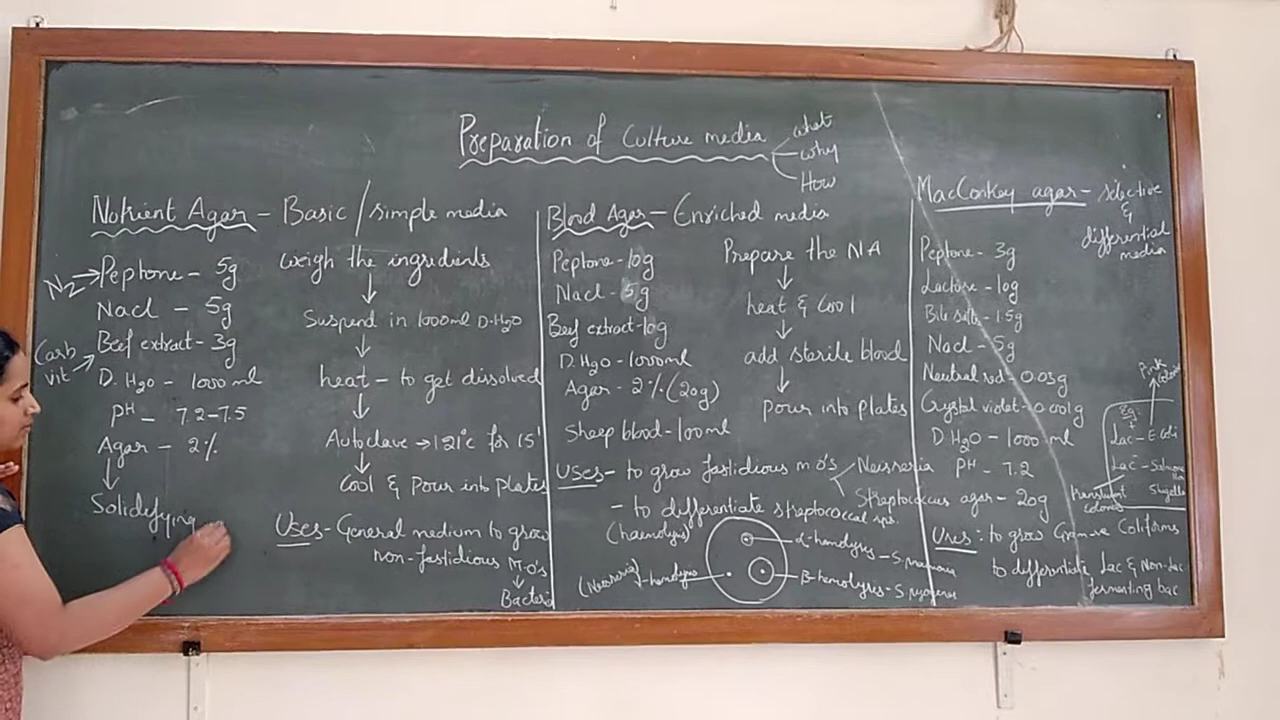 Preparation of Culture media
what
why
How
Nutrient Agar - Basic / simple media
N2 → Peptone - 5g
Nacl - 5g
Beef extract - 3g
Carb
vit
D. H2O - 1000 ml
PH - 7.2-7.5
Agar - 2%
↓
Solidifying
weigh the ingredients
↓
Suspend in 1000ml D.H2O
↓
heat - to get dissolved
↓
Autoclave → 121°c for 15'
↓
Cool & Pour into plates
Uses - General medium to grow
non-fastidious M.O's
↓
Bacteria
Blood Agar - Enriched media
Peptone - 10g
Nacl - 5g
Beef extract - 10g
D. H2O - 1000ml
Agar - 2% (20g)
Sheep blood - 100ml
Prepare the NA
↓
heat & Cool
↓
add sterile blood
↓
pour into plates
Uses - to grow fastidious m o's
Neisseria
Streptococcus
- to differentiate streptococcal sps.
(haemolysis)
α-hemolysis - S.
β-hemolysis - S.
(Neisseria) -hemolysis
MacConkey agar - selective
&
differential
media
Peptone - 3g
Lactose - 10g
Bile salts - 1.5g
Nacl - 5g
Neutral red - 0.03g
Crystal violet - 0.001g
D H2O - 1000 ml
PH - 7.2
agar - 20g
Pink
Eg:
Lac+ - E coli
Lac- - Salmone
lla
Shigella
translucent
colonies
Uses : to grow Gram -ve Coliforms
to differentiate Lac & Non-Lac
fermenting bac